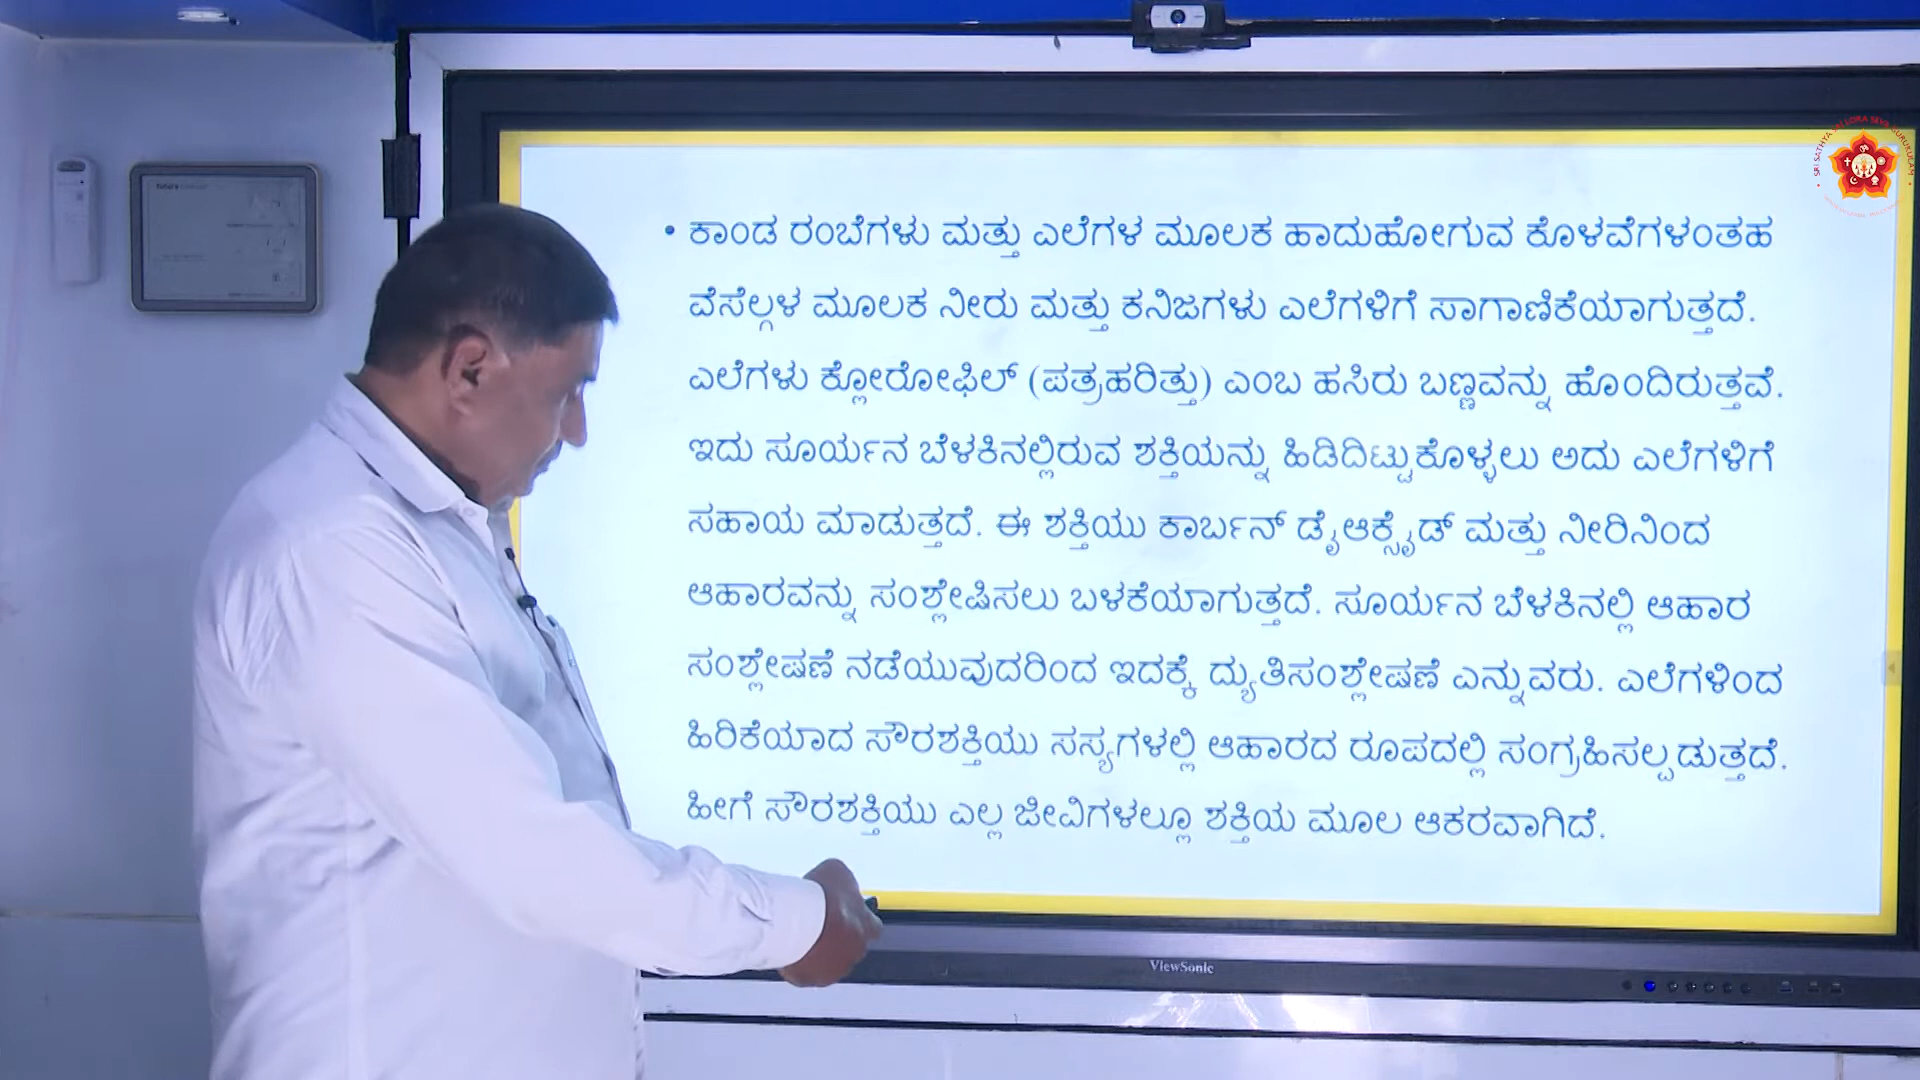 • ಕಾಂಡ ರಂಬೆಗಳು ಮತ್ತು ಎಲೆಗಳ ಮೂಲಕ ಹಾದುಹೋಗುವ ಕೊಳವೆಗಳಂತಹ
ವೆಸೆಲ್ಗಳ ಮೂಲಕ ನೀರು ಮತ್ತು ಕನಿಜಗಳು ಎಲೆಗಳಿಗೆ ಸಾಗಾಣಿಕೆಯಾಗುತ್ತದೆ.
ಎಲೆಗಳು ಕ್ಲೋರೋಫಿಲ್ (ಪತ್ರಹರಿತ್ತು) ಎಂಬ ಹಸಿರು ಬಣ್ಣವನ್ನು ಹೊಂದಿರುತ್ತವೆ.
ಇದು ಸೂರ್ಯನ ಬೆಳಕಿನಲ್ಲಿರುವ ಶಕ್ತಿಯನ್ನು ಹಿಡಿದಿಟ್ಟುಕೊಳ್ಳಲು ಅದು ಎಲೆಗಳಿಗೆ
ಸಹಾಯ ಮಾಡುತ್ತದೆ. ಈ ಶಕ್ತಿಯು ಕಾರ್ಬನ್ ಡೈಆಕ್ಸೈಡ್ ಮತ್ತು ನೀರಿನಿಂದ
ಆಹಾರವನ್ನು ಸಂಶ್ಲೇಷಿಸಲು ಬಳಕೆಯಾಗುತ್ತದೆ. ಸೂರ್ಯನ ಬೆಳಕಿನಲ್ಲಿ ಆಹಾರ
ಸಂಶ್ಲೇಷಣೆ ನಡೆಯುವುದರಿಂದ ಇದಕ್ಕೆ ದ್ಯುತಿಸಂಶ್ಲೇಷಣೆ ಎನ್ನುವರು. ಎಲೆಗಳಿಂದ
ಹಿರಿಕೆಯಾದ ಸೌರಶಕ್ತಿಯು ಸಸ್ಯಗಳಲ್ಲಿ ಆಹಾರದ ರೂಪದಲ್ಲಿ ಸಂಗ್ರಹಿಸಲ್ಪಡುತ್ತದೆ.
ಹೀಗೆ ಸೌರಶಕ್ತಿಯು ಎಲ್ಲ ಜೀವಿಗಳಲ್ಲೂ ಶಕ್ತಿಯ ಮೂಲ ಆಕರವಾಗಿದೆ.
ViewSonic